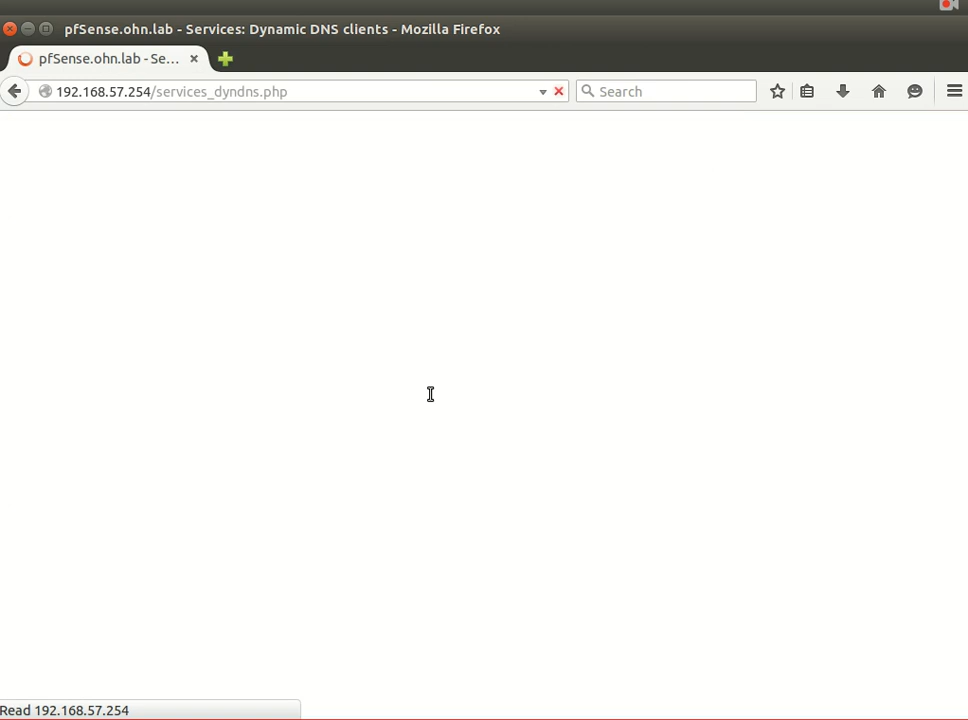 pfSense.ohn.lab - Services: Dynamic DNS clients - Mozilla Firefox
pfSense.ohn.lab - Se...
192.168.57.254/services_dyndns.php
Search
Read 192.168.57.254